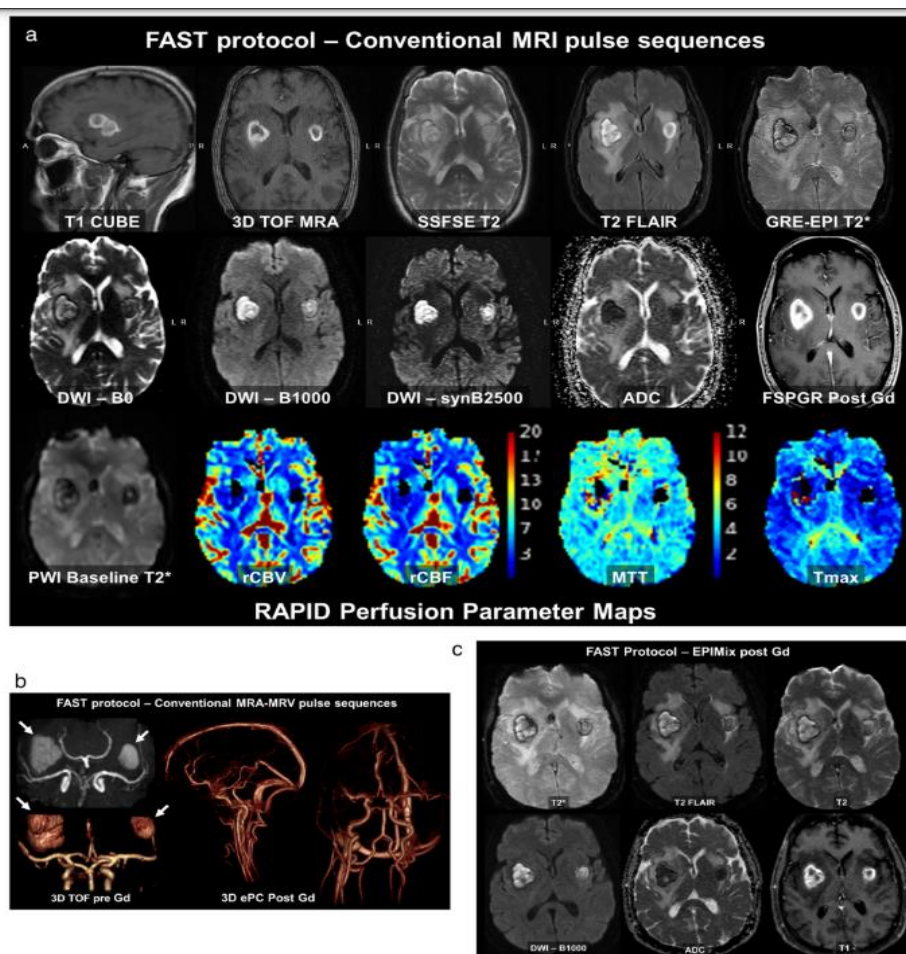 a
FAST protocol – Conventional MRI pulse sequences
A
P R
L R
L R
L R
T1 CUBE
3D TOF MRA
SSFSE T2
T2 FLAIR
GRE-EPI T2*
L R
L R
R
DWI – B0
DWI – B1000
DWI – synB2500
ADC
FSPGR Post Gd
20
13
10
7
3
12
10
8
6
4
2
PWI Baseline T2*
rCBV
rCBF
MTT
Tmax
RAPID Perfusion Parameter Maps
b
FAST protocol – Conventional MRA-MRV pulse sequences
3D TOF pre Gd
3D ePC Post Gd
c
FAST Protocol – EPIMix post Gd
T2*
T2 FLAIR
T2
DWI – B1000
ADC
T1